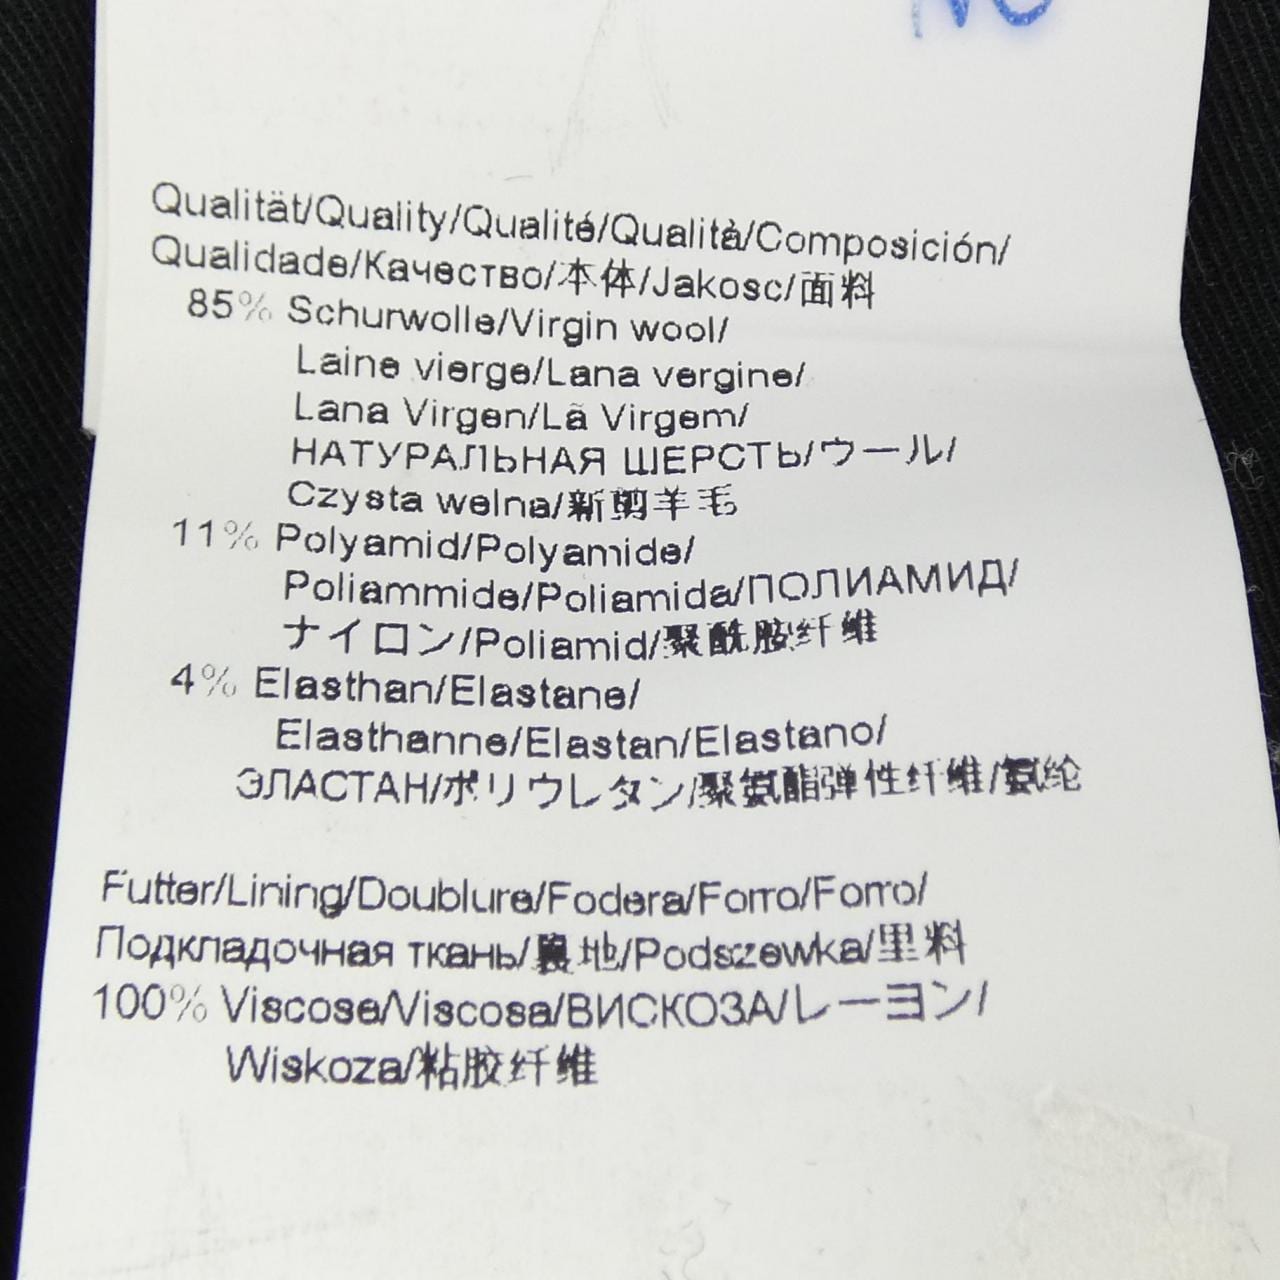 Qualität/Quality/Qualité/Qualità/Composición/
Qualidade/Качество/本体/Jakosc/面料
85% Schurwolle/Virgin wool/
Laine vierge/Lana vergine/
Lana Virgen/Lã Virgem/
НАТУРАЛЬНАЯ ШЕРСТЬ/ウール/
Czysta welna/新剪羊毛
11% Polyamid/Polyamide/
Poliammide/Poliamida/ПОЛИАМИД/
ナイロン/Poliamid/聚酰胺纤维
4% Elasthan/Elastane/
Elasthanne/Elastan/Elastano/
ЭЛАСТАН/ポリウレタン/聚氨酯弹性纤维/氨纶
Futter/Lining/Doublure/Fodera/Forro/Forro/
Подкладочная ткань/裏地/Podszewka/里料
100% Viscose/Viscosa/ВИСКОЗА/レーヨン/
Wiskoza/粘胶纤维